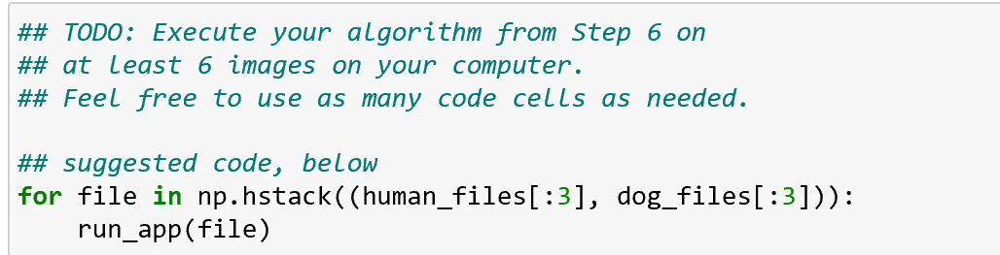 ## TODO: Execute your algorithm from Step 6 on
## at least 6 images on your computer.
## Feel free to use as many code cells as needed.
## suggested code, below
for file in np.hstack((human_files[:3], dog_files[:3])):
    run_app(file)